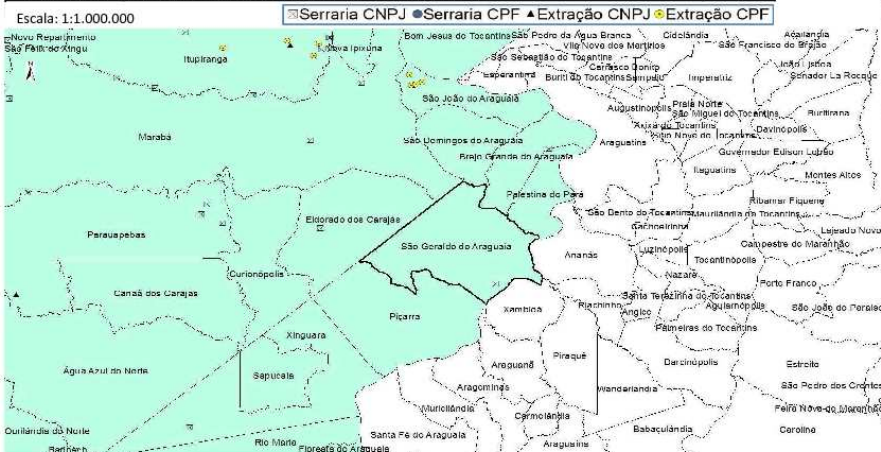 Escala: 1:1.000.000
Serraria CNPJ Serraria CPF Extração CNPJ Extração CPF
Novo Repartimento
São Felix do Xingu
Itupiranga
Nova Ipixuna
Bom Jesus do Tocantins
São Pedro da Água Branca
Vila Nova dos Martírios
Cidelândia
São Francisco do Brejão
Açailândia
João Lisboa
Senador La Rocque
São Sebastião do Tocantins
Carrasco Bonito
Esperantina
Buriti do Tocantins
Sampaio
Imperatriz
São João do Araguaia
Augustinópolis
Praia Norte
São Miguel do Tocantins
Buritirana
Marabá
São Domingos do Araguaia
Araguatins
Axixá do Tocantins
Sítio Novo do Tocantins
Davinópolis
Governador Edison Lobão
Brejo Grande do Araguaia
Itaguatins
Montes Altos
Palestina do Pará
Ribamar Fiquene
Eldorado dos Carajás
São Bento do Tocantins
Maurilândia do Tocantins
Cachoeirinha
Lajeado Novo
Parauapebas
São Geraldo do Araguaia
Ananás
Luzinópolis
Campestre do Maranhão
Tocantinópolis
Curionópolis
Nazaré
Porto Franco
Canaã dos Carajas
Riachinho
Santa Terezinha do Tocantins
Aguiarnópolis
São João do Paraíso
Piçarra
Xambioá
Angico
Palmeiras do Tocantins
Xinguara
Água Azul do Norte
Sapucaia
Araguanã
Piraquê
Darcinópolis
Estreito
Aragominas
Wanderlândia
São Pedro dos Crentes
Muricilândia
Carmolândia
Feira Nova do Maranhão
Ourilândia do Norte
Rio Maria
Santa Fé do Araguaia
Babaçulândia
Carolina
Bannach
Floresta do Araguaia
Araguaína